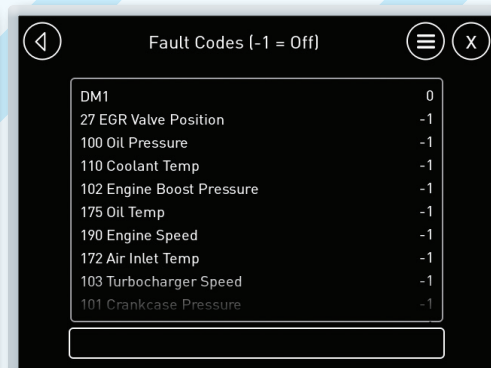 Fault Codes (-1 = Off)
X
DM1 0
27 EGR Valve Position -1
100 Oil Pressure -1
110 Coolant Temp -1
102 Engine Boost Pressure -1
175 Oil Temp -1
190 Engine Speed -1
172 Air Inlet Temp -1
103 Turbocharger Speed -1
101 Crankcase Pressure -1